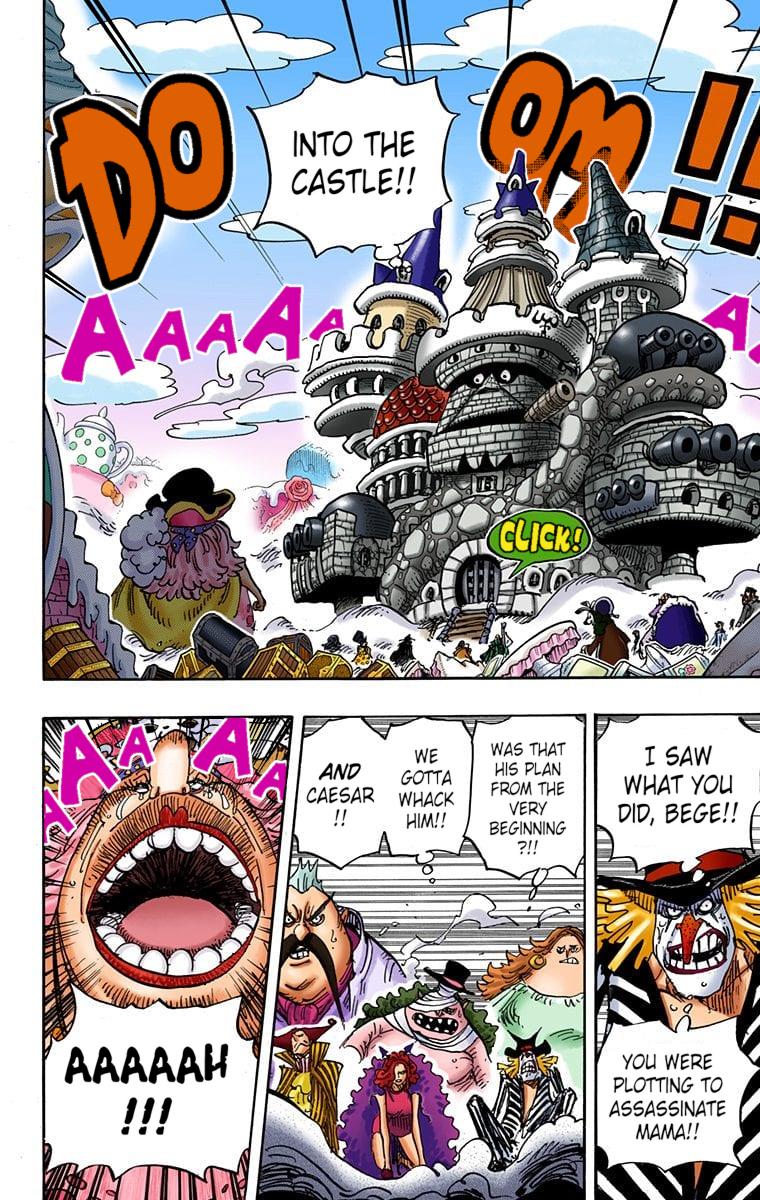 DO
OM!!
INTO THE
CASTLE!!
AAAAA
A
CLICK!
I SAW
WHAT YOU
DID, BEGE!!
YOU WERE
PLOTTING TO
ASSASSINATE
MAMA!!
WAS THAT
HIS PLAN
FROM THE
VERY
BEGINNING
?!!
WE
GOTTA
WHACK
HIM!!
AND
CAESAR
!!
AAAAAA
AAAAAH
!!!